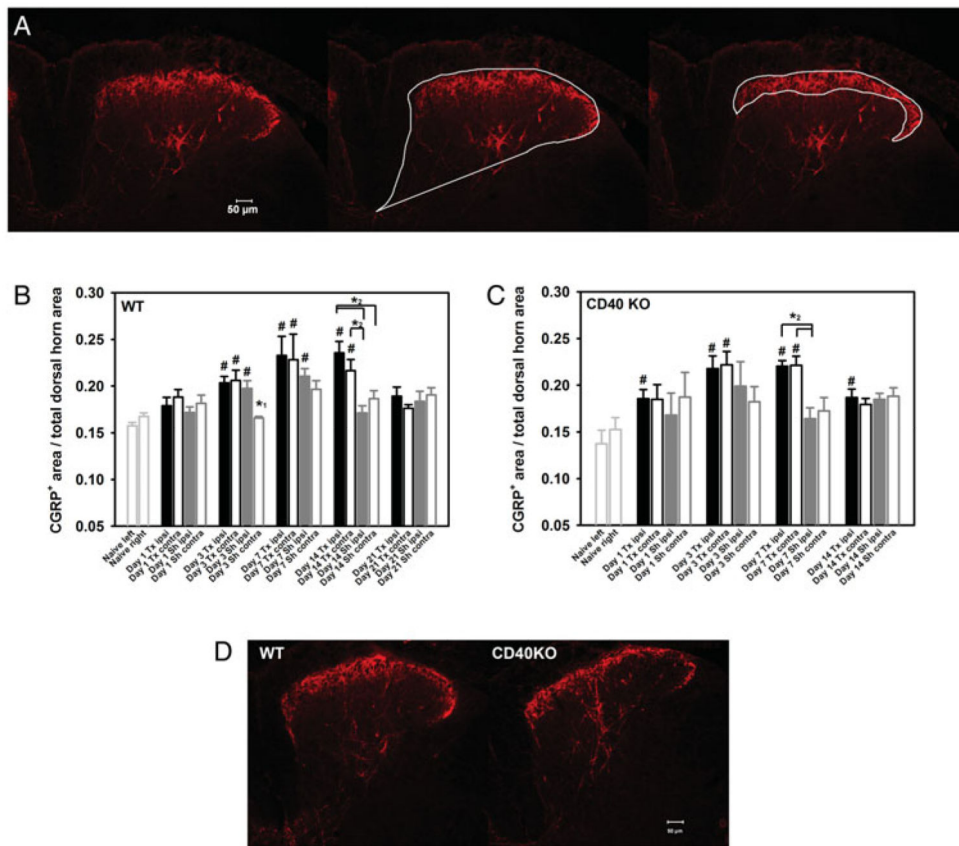 A
50 µm
B
WT
CGRP⁺ area / total dorsal horn area
0.30
0.25
0.20
0.15
0.10
0.05
# # # *₁ # # # # # *₂ *₂
Naive left
Naive right
Day 1 Tx ipsi
Day 1 Tx contra
Day 1 Sh ipsi
Day 1 Sh contra
Day 3 Tx ipsi
Day 3 Tx contra
Day 3 Sh ipsi
Day 3 Sh contra
Day 7 Tx ipsi
Day 7 Tx contra
Day 7 Sh ipsi
Day 7 Sh contra
Day 14 Tx ipsi
Day 14 Tx contra
Day 14 Sh ipsi
Day 14 Sh contra
Day 21 Tx ipsi
Day 21 Tx contra
Day 21 Sh ipsi
Day 21 Sh contra
C
CD40 KO
CGRP⁺ area / total dorsal horn area
0.30
0.25
0.20
0.15
0.10
0.05
# # # # # *₂ #
Naive left
Naive right
Day 1 Tx ipsi
Day 1 Tx contra
Day 1 Sh ipsi
Day 1 Sh contra
Day 3 Tx ipsi
Day 3 Tx contra
Day 3 Sh ipsi
Day 3 Sh contra
Day 7 Tx ipsi
Day 7 Tx contra
Day 7 Sh ipsi
Day 7 Sh contra
Day 14 Tx ipsi
Day 14 Tx contra
Day 14 Sh ipsi
Day 14 Sh contra
D
WT
CD40KO
50 µm